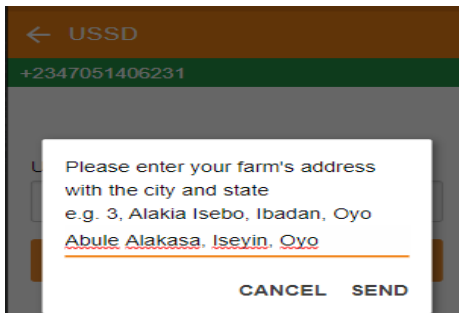 ← USSD
+2347051406231
U
Please enter your farm's address
with the city and state
e.g. 3, Alakia Isebo, Ibadan, Oyo
Abule Alakasa, Iseyin, Oyo
CANCEL SEND